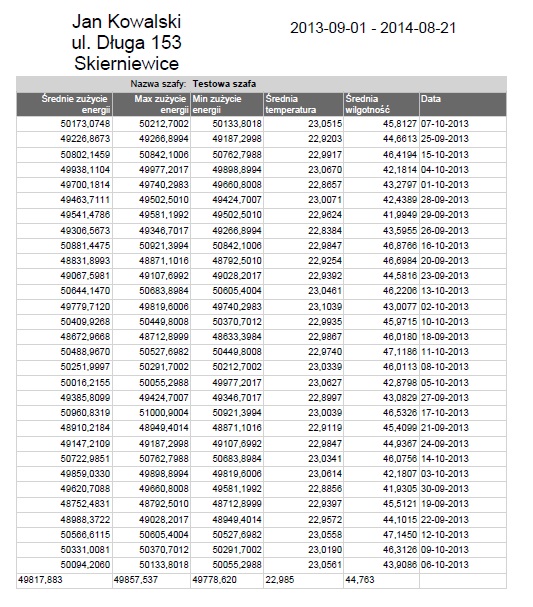 Jan Kowalski
ul. Długa 153
Skierniewice
2013-09-01 - 2014-08-21
Nazwa szafy: Testowa szafa
Średnie zużycie energii Max zużycie energii Min zużycie energii Średnia temperatura Średnia wilgotność Data
50173,0748 50212,7002 50133,8018 23,0515 45,8127 07-10-2013
49226,8673 49266,8994 49187,2998 22,9203 44,6613 25-09-2013
50802,1459 50842,1006 50762,7988 22,9917 46,4194 15-10-2013
49938,1104 49977,2017 49898,8994 23,0670 42,1814 04-10-2013
49700,1814 49740,2983 49660,8008 22,8657 43,2797 01-10-2013
49463,7111 49502,5010 49424,7007 23,0071 42,4389 28-09-2013
49541,4786 49581,1992 49502,5010 22,9624 41,9949 29-09-2013
49306,5673 49346,7017 49266,8994 22,8384 43,5955 26-09-2013
50881,4475 50921,3994 50842,1006 22,9847 46,8766 16-10-2013
48831,8993 48871,1016 48792,5010 22,9254 46,6984 20-09-2013
49067,5981 49107,6992 49028,2017 22,9392 44,5816 23-09-2013
50644,1470 50683,8984 50605,4004 23,0461 46,2206 13-10-2013
49779,7120 49819,6006 49740,2983 23,1039 43,0077 02-10-2013
50409,9268 50449,8008 50370,7012 22,9935 45,9715 10-10-2013
48672,9668 48712,8999 48633,3984 22,9867 46,0180 18-09-2013
50488,9670 50527,6982 50449,8008 22,9740 47,1186 11-10-2013
50251,9997 50291,7002 50212,7002 23,0339 46,0113 08-10-2013
50016,2155 50055,2988 49977,2017 23,0627 42,8798 05-10-2013
49385,8099 49424,7007 49346,7017 22,8997 43,0829 27-09-2013
50960,8319 51000,9004 50921,3994 23,0039 46,5326 17-10-2013
48910,2184 48949,4014 48871,1016 22,9119 45,4099 21-09-2013
49147,2109 49187,2998 49107,6992 22,9847 44,9367 24-09-2013
50722,9851 50762,7988 50683,8984 23,0341 46,0756 14-10-2013
49859,0330 49898,8994 49819,6006 23,0614 42,1807 03-10-2013
49620,7088 49660,8008 49581,1992 22,8856 41,9305 30-09-2013
48752,4831 48792,5010 48712,8999 22,9397 45,5121 19-09-2013
48988,3722 49028,2017 48949,4014 22,9572 44,1015 22-09-2013
50566,6115 50605,4004 50527,6982 23,0558 47,1450 12-10-2013
50331,0081 50370,7012 50291,7002 23,0190 46,3126 09-10-2013
50094,2060 50133,8018 50055,2988 23,0561 43,9086 06-10-2013
49817,883 49857,537 49778,620 22,985 44,763